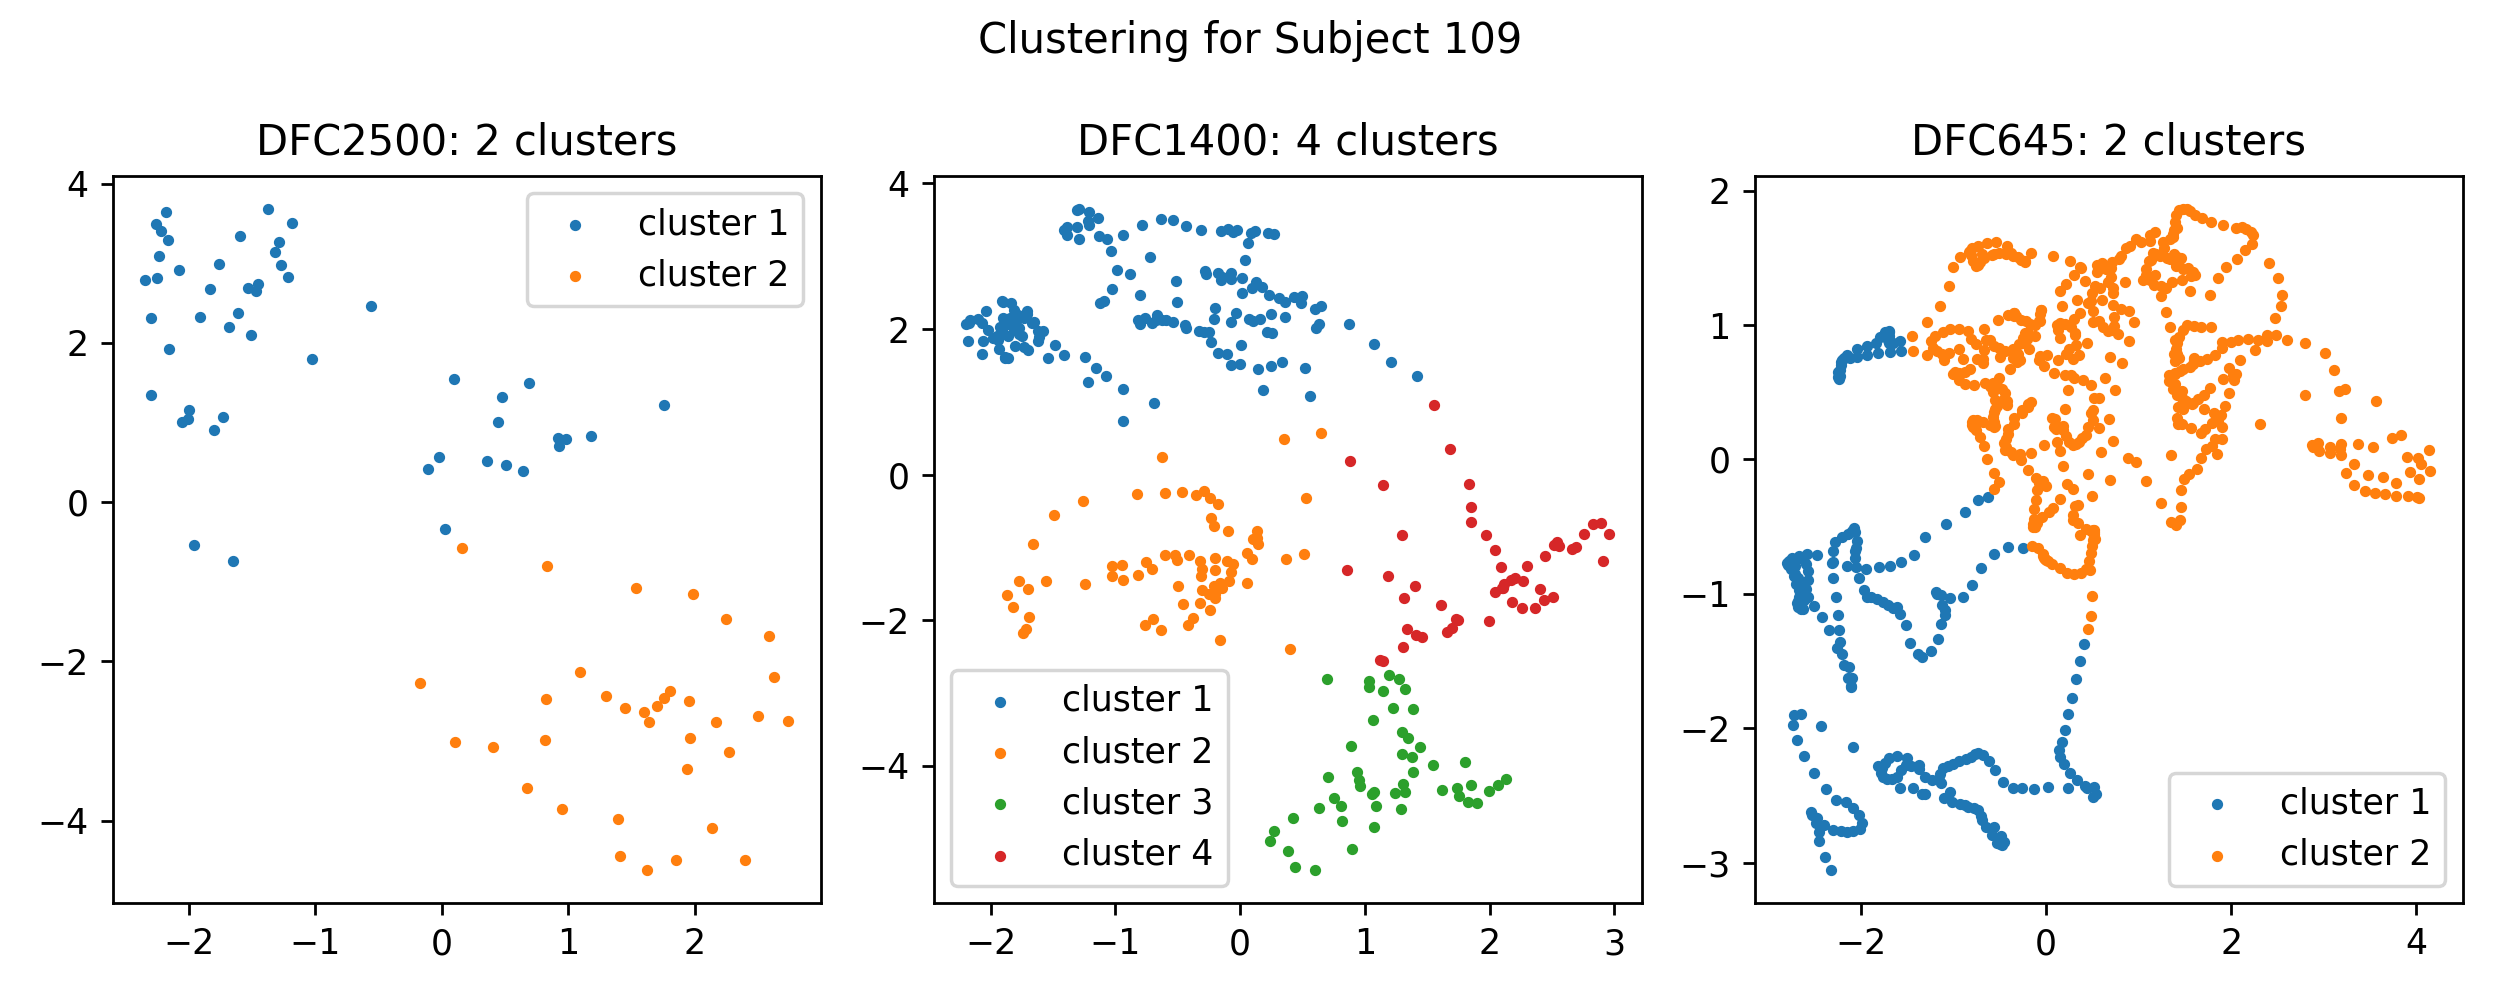 Clustering for Subject 109
DFC2500: 2 clusters
4
2
0
−2
−4
−2
−1
0
1
2
cluster 1
cluster 2
DFC1400: 4 clusters
4
2
0
−2
−4
−2
−1
0
1
2
3
cluster 1
cluster 2
cluster 3
cluster 4
DFC645: 2 clusters
2
1
0
−1
−2
−3
−2
0
2
4
cluster 1
cluster 2